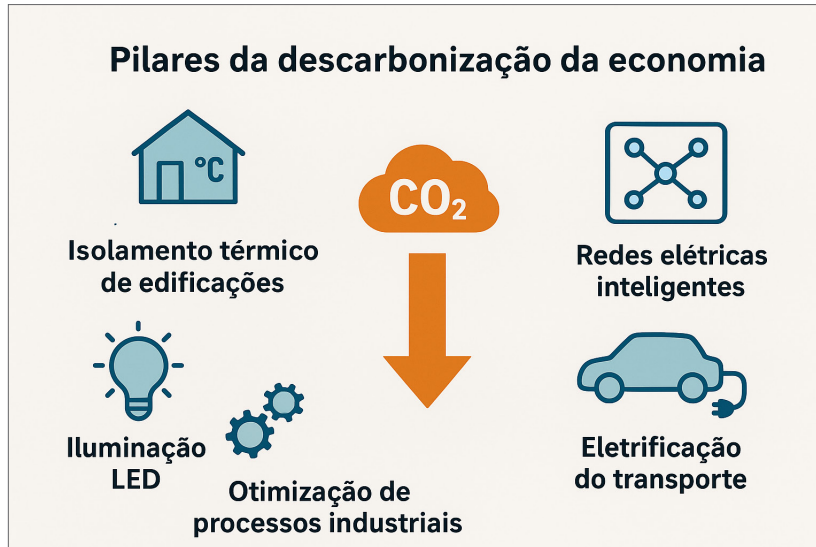 Pilares da descarbonização da economia
°C
Isolamento térmico
de edificações
CO₂
Redes elétricas
inteligentes
Iluminação
LED
Otimização de
processos industriais
Eletrificação
do transporte